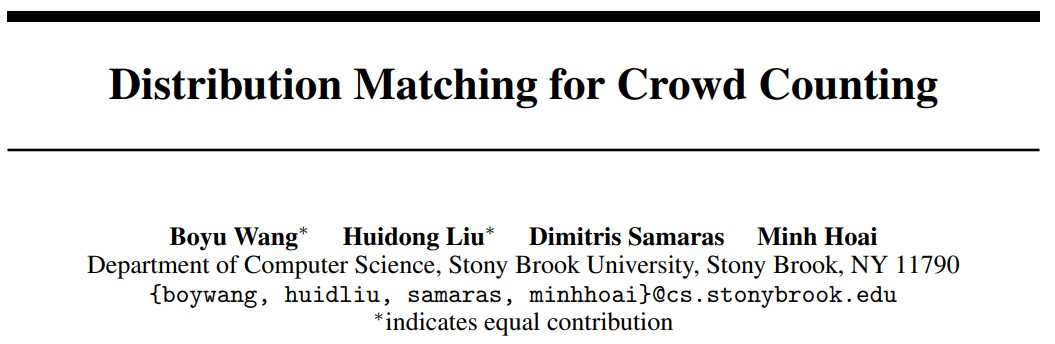 Distribution Matching for Crowd Counting
Boyu Wang* Huidong Liu* Dimitris Samaras Minh Hoai
Department of Computer Science, Stony Brook University, Stony Brook, NY 11790
{boywang, huidliu, samaras, minhhoai}@cs.stonybrook.edu
*indicates equal contribution